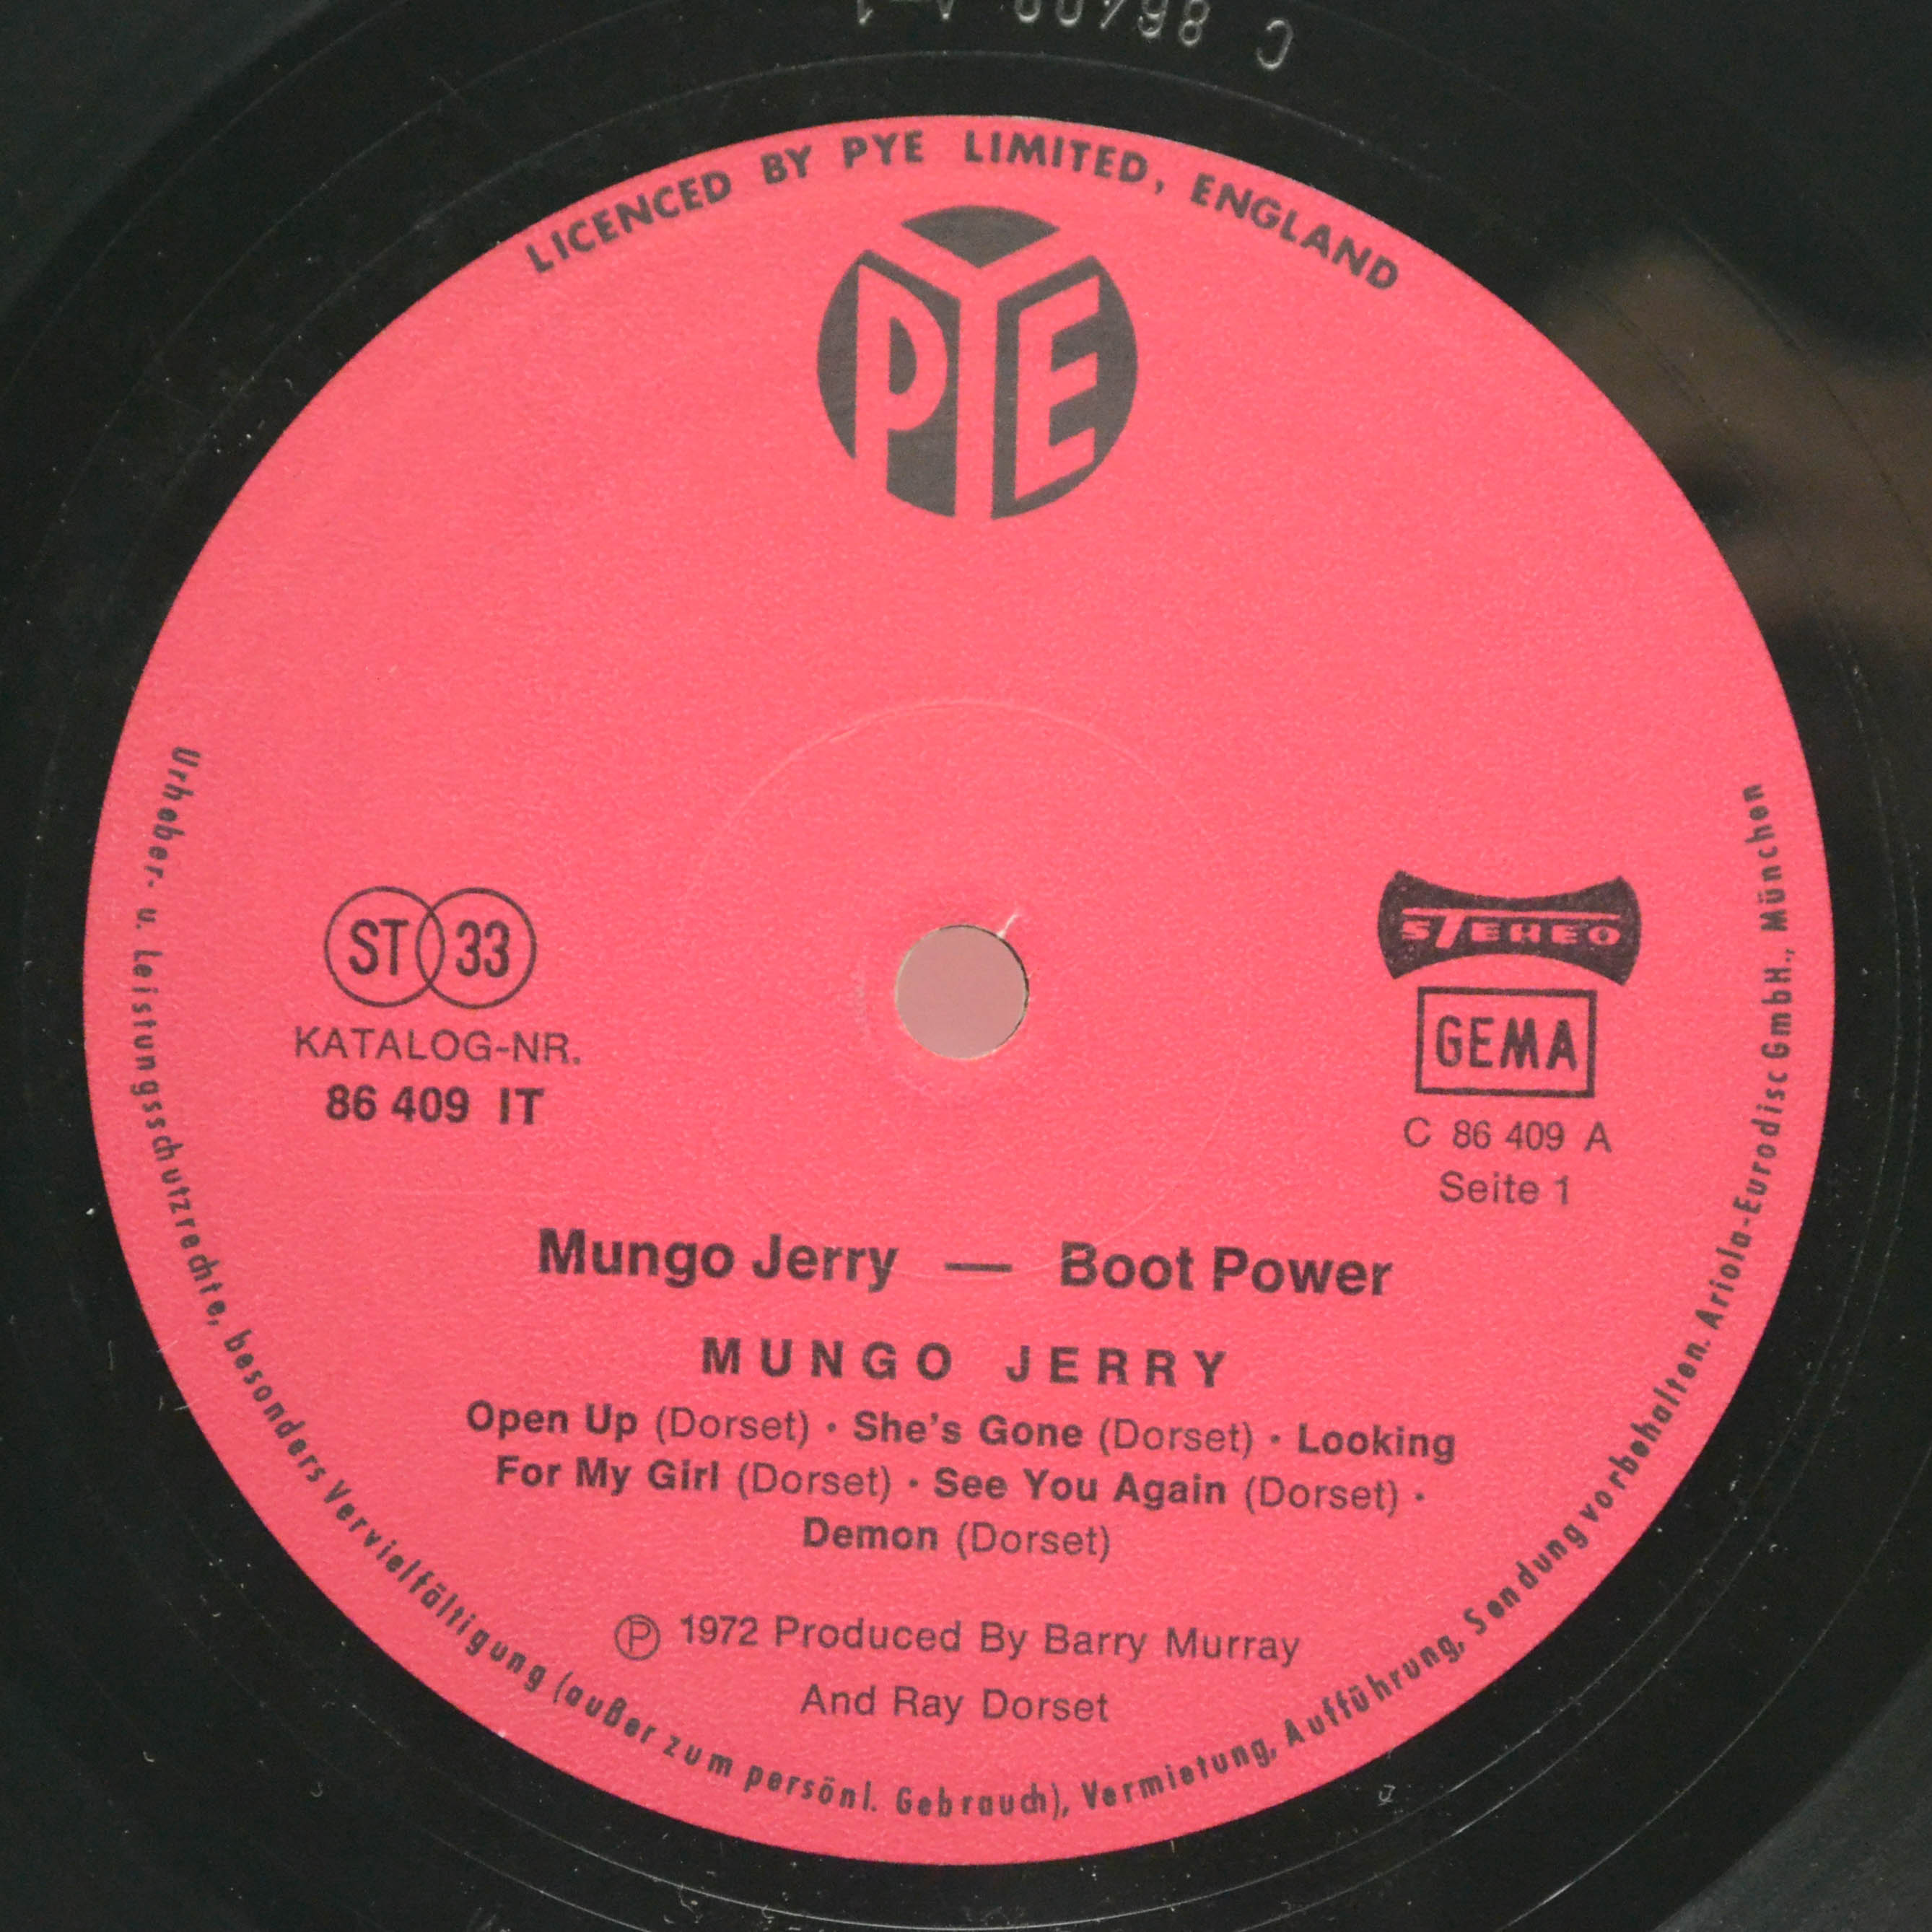 C 86409 A-1
LICENCED BY PYE LIMITED, ENGLAND
PYE
ST 33
KATALOG-NR.
86 409 IT
STEREO
GEMA
C 86 409 A
Seite 1
Mungo Jerry — Boot Power
MUNGO JERRY
Open Up (Dorset) · She's Gone (Dorset) · Looking
For My Girl (Dorset) · See You Again (Dorset) ·
Demon (Dorset)
Ⓟ 1972 Produced By Barry Murray
And Ray Dorset
Urheber- u. Leistungsschutzrechte, besonders Vervielfältigung (außer zum persönl. Gebrauch), Vermietung, Aufführung, Sendung vorbehalten. Ariola-Eurodisc GmbH., München